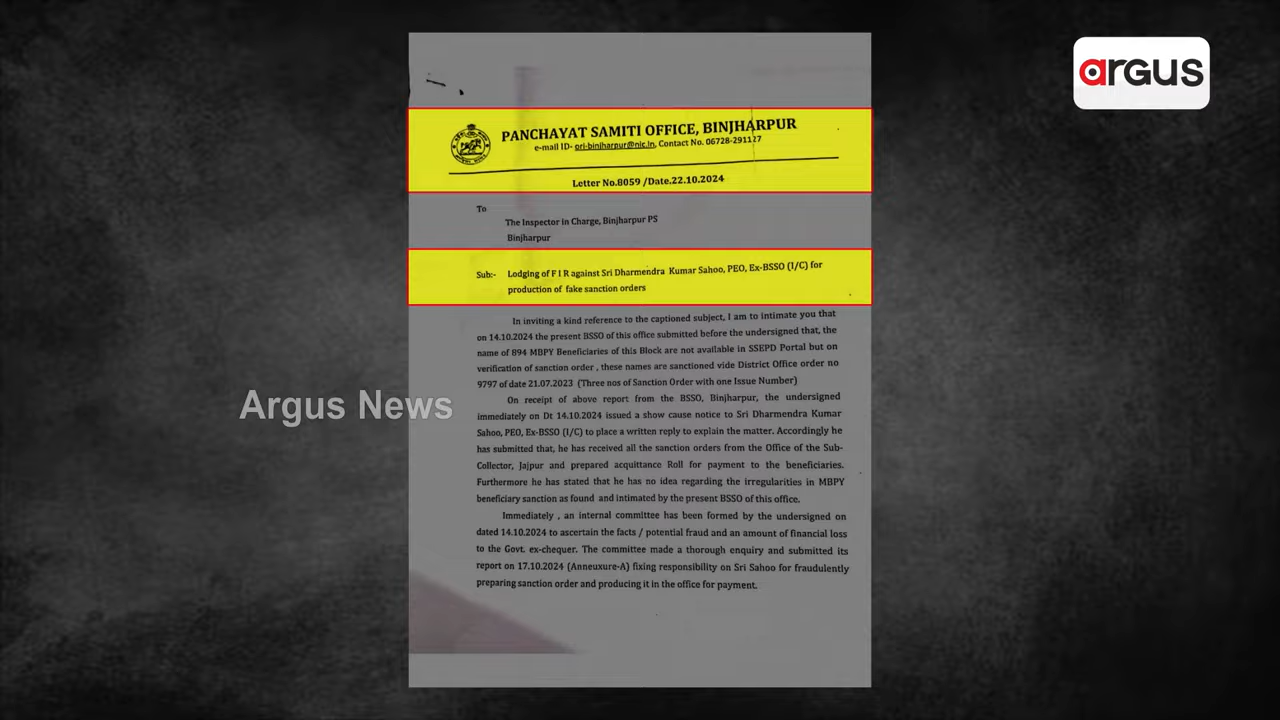 argus
PANCHAYAT SAMITI OFFICE, BINJHARPUR
e-mail ID- ori-binjharpur@nic.in, Contact No. 06728-291127
Letter No.8059 /Date.22.10.2024
To
The Inspector in Charge, Binjharpur PS
Binjharpur
Sub:- Lodging of F I R against Sri Dharmendra Kumar Sahoo, PEO, Ex-BSSO (I/C) for
production of fake sanction orders
In inviting a kind reference to the captioned subject, I am to intimate you that
on 14.10.2024 the present BSSO of this office submitted before the undersigned that, the
name of 894 MBPY Beneficiaries of this Block are not available in SSEPD Portal but on
verification of sanction order , these names are sanctioned vide District Office order no
9797 of date 21.07.2023 (Three nos of Sanction Order with one Issue Number)
On receipt of above report from the BSSO, Binjharpur, the undersigned
immediately on Dt 14.10.2024 issued a show cause notice to Sri Dharmendra Kumar
Sahoo, PEO, Ex-BSSO (I/C) to place a written reply to explain the matter. Accordingly he
has submitted that, he has received all the sanction orders from the Office of the Sub-
Collector, Jajpur and prepared acquittance Roll for payment to the beneficiaries.
Furthermore he has stated that he has no idea regarding the irregularities in MBPY
beneficiary sanction as found and intimated by the present BSSO of this office.
Immediately , an internal committee has been formed by the undersigned on
dated 14.10.2024 to ascertain the facts / potential fraud and an amount of financial loss
to the Govt. ex-chequer. The committee made a thorough enquiry and submitted its
report on 17.10.2024 (Anneuxure-A) fixing responsibility on Sri Sahoo for fraudulently
preparing sanction order and producing it in the office for payment.
Argus News